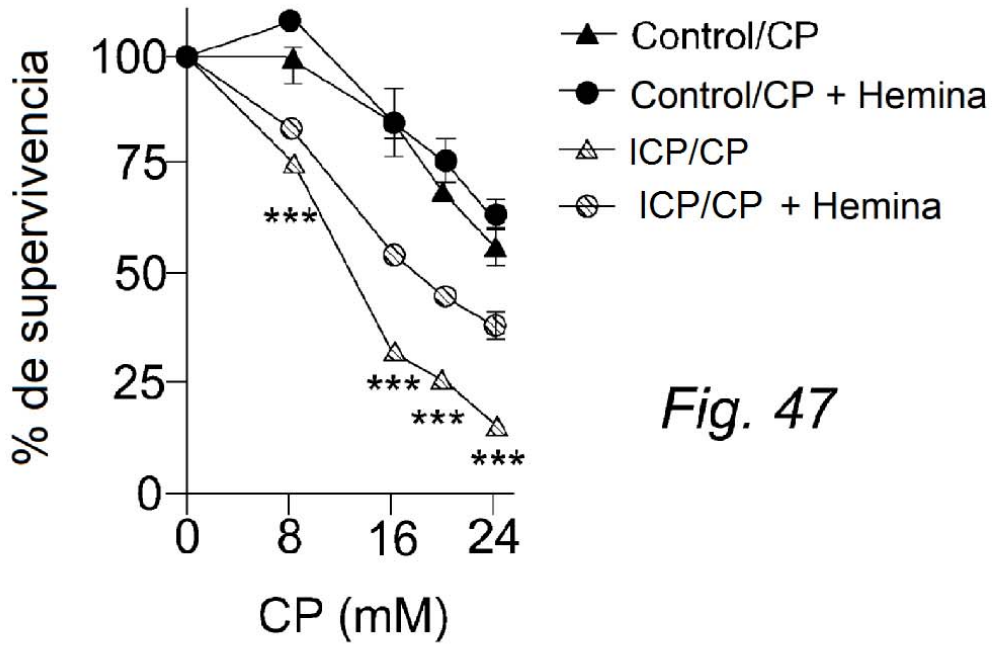 % de supervivencia
100
75
50
25
0
***
***
***
***
0 8 16 24
CP (mM)
Control/CP
Control/CP + Hemina
ICP/CP
ICP/CP + Hemina
Fig. 47